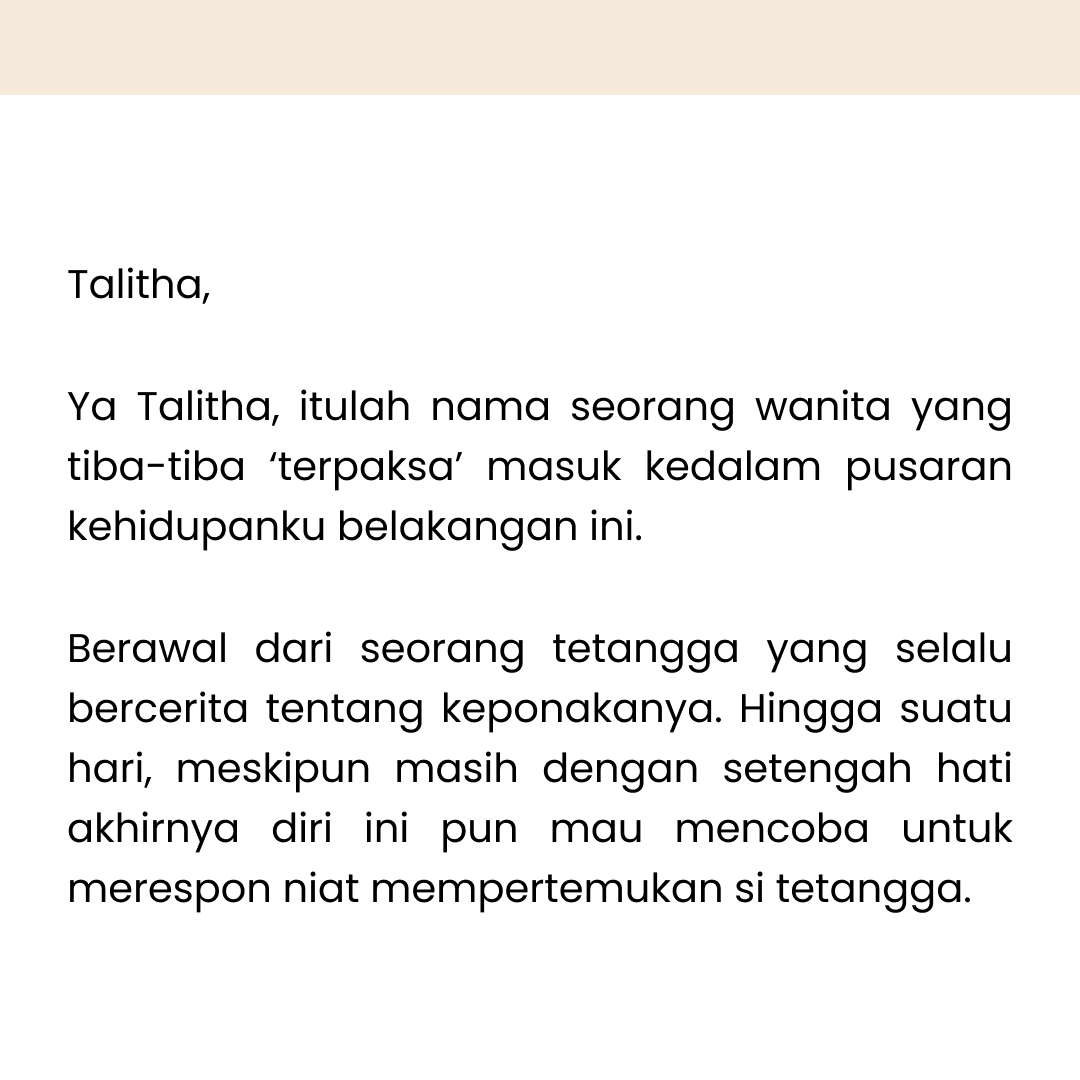 Talitha,
Ya Talitha, itulah nama seorang wanita yang
tiba-tiba ‘terpaksa’ masuk kedalam pusaran
kehidupanku belakangan ini.
Berawal dari seorang tetangga yang selalu
bercerita tentang keponakanya. Hingga suatu
hari, meskipun masih dengan setengah hati
akhirnya diri ini pun mau mencoba untuk
merespon niat mempertemukan si tetangga.